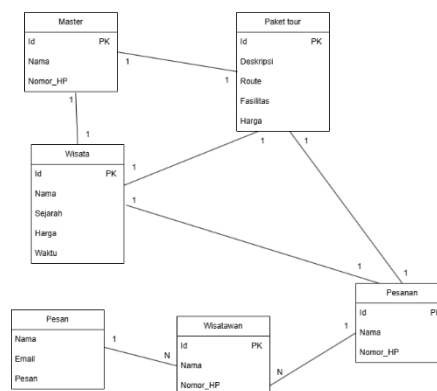 Master
Id PK
Nama
Nomor_HP
Paket tour
Id PK
Deskripsi
Route
Fasilitas
Harga
1
1
1
1
Wisata
Id PK
Nama
Sejarah
Harga
Waktu
1
1
1
1
1
1
Pesanan
Id PK
Nama
Nomor_HP
Pesan
Nama
Email
Pesan
Wisatawan
Id PK
Nama
Nomor_HP
1
N
1
N